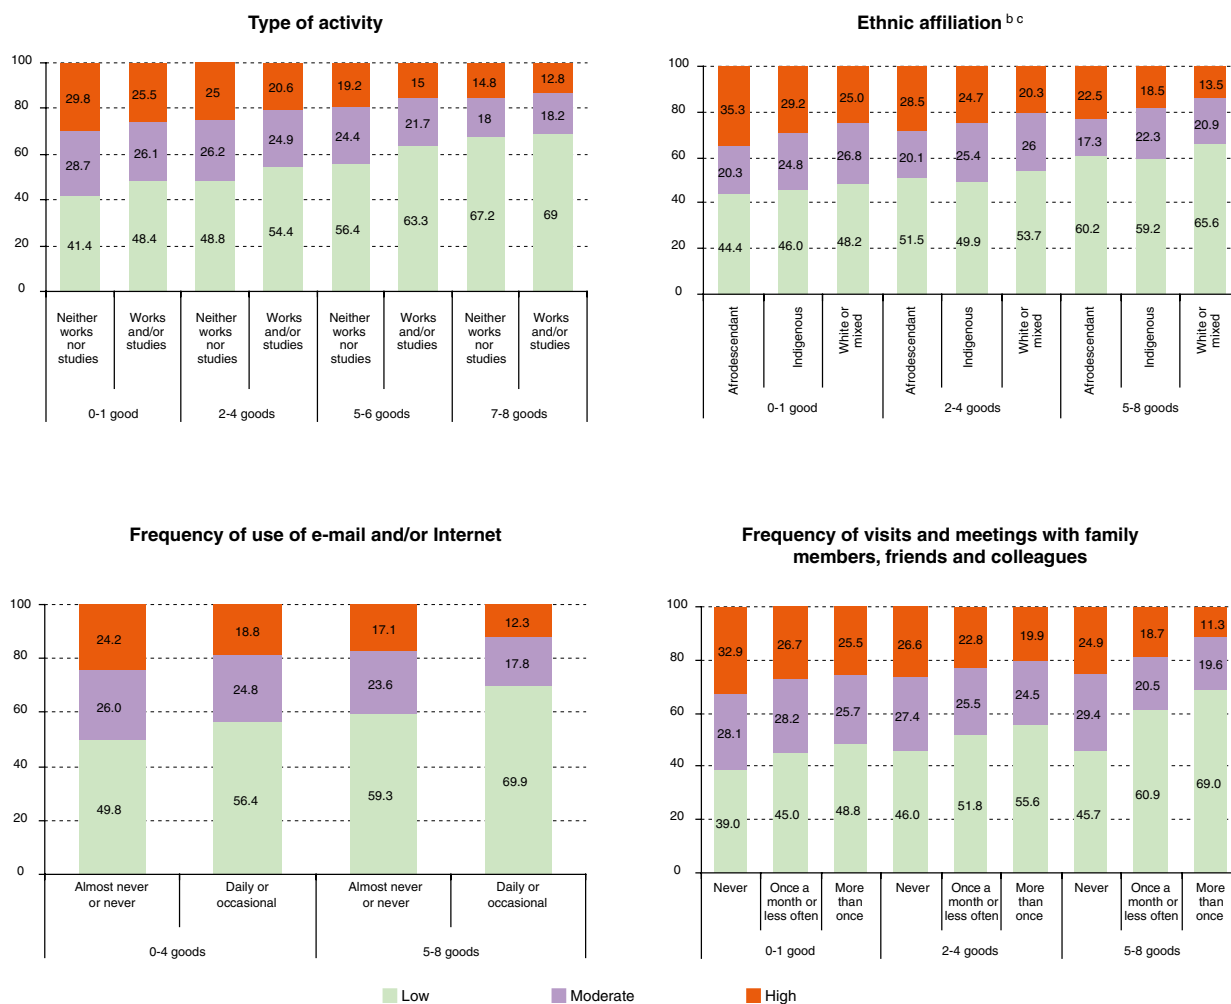 Type of activity
100
80
60
40
20
0
29.8
25.5
25
20.6
19.2
15
14.8
12.8
28.7
26.1
26.2
24.9
24.4
21.7
18
18.2
41.4
48.4
48.8
54.4
56.4
63.3
67.2
69
Neither works nor studies
Works and/or studies
Neither works nor studies
Works and/or studies
Neither works nor studies
Works and/or studies
Neither works nor studies
Works and/or studies
0-1 good
2-4 goods
5-6 goods
7-8 goods
Ethnic affiliation b c
100
80
60
40
20
0
35.3
29.2
25.0
28.5
24.7
20.3
22.5
18.5
13.5
20.3
24.8
26.8
20.1
25.4
26
17.3
22.3
20.9
44.4
46.0
48.2
51.5
49.9
53.7
60.2
59.2
65.6
Afrodescendant
Indigenous
White or mixed
Afrodescendant
Indigenous
White or mixed
Afrodescendant
Indigenous
White or mixed
0-1 good
2-4 goods
5-8 goods
Frequency of use of e-mail and/or Internet
100
80
60
40
20
0
24.2
18.8
17.1
12.3
26.0
24.8
23.6
17.8
49.8
56.4
59.3
69.9
Almost never or never
Daily or occasional
Almost never or never
Daily or occasional
0-4 goods
5-8 goods
Frequency of visits and meetings with family
members, friends and colleagues
100
80
60
40
20
0
32.9
26.7
25.5
26.6
22.8
19.9
24.9
18.7
11.3
28.1
28.2
25.7
27.4
25.5
24.5
29.4
20.5
19.6
39.0
45.0
48.8
46.0
51.8
55.6
45.7
60.9
69.0
Never
Once a month or less often
More than once
Never
Once a month or less often
More than once
Never
Once a month or less often
More than once
0-1 good
2-4 goods
5-8 goods
Low
Moderate
High